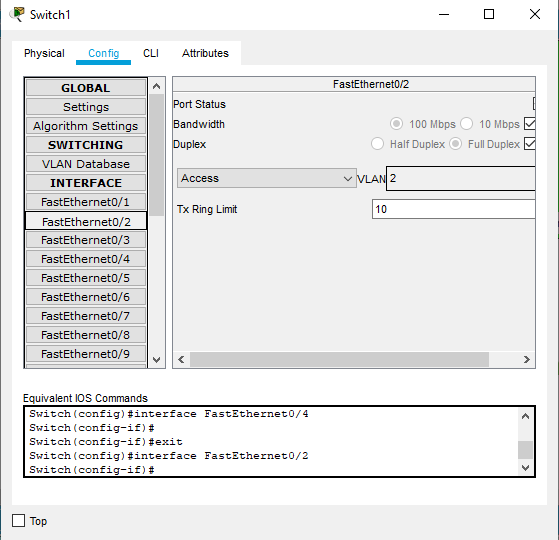 Switch1
Physical Config CLI Attributes
GLOBAL
Settings
Algorithm Settings
SWITCHING
VLAN Database
INTERFACE
FastEthernet0/1
FastEthernet0/2
FastEthernet0/3
FastEthernet0/4
FastEthernet0/5
FastEthernet0/6
FastEthernet0/7
FastEthernet0/8
FastEthernet0/9
FastEthernet0/2
Port Status
Bandwidth 100 Mbps 10 Mbps
Duplex Half Duplex Full Duplex
Access VLAN 2
Tx Ring Limit 10
Equivalent IOS Commands
Switch(config)#interface FastEthernet0/4
Switch(config-if)#
Switch(config-if)#exit
Switch(config)#interface FastEthernet0/2
Switch(config-if)#
Top